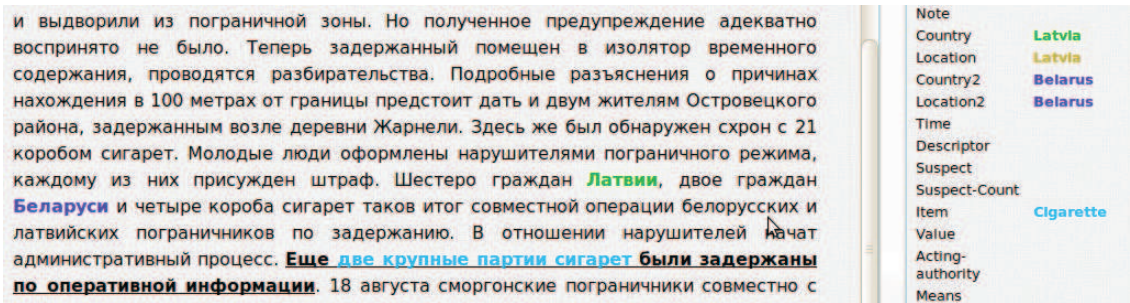 и выдворили из пограничной зоны. Но полученное предупреждение адекватно
воспринято не было. Теперь задержанный помещен в изолятор временного
содержания, проводятся разбирательства. Подробные разъяснения о причинах
нахождения в 100 метрах от границы предстоит дать и двум жителям Островецкого
района, задержанным возле деревни Жарнели. Здесь же был обнаружен схрон с 21
коробом сигарет. Молодые люди оформлены нарушителями пограничного режима,
каждому из них присужден штраф. Шестеро граждан Латвии, двое граждан
Беларуси и четыре короба сигарет таков итог совместной операции белорусских и
латвийских пограничников по задержанию. В отношении нарушителей начат
административный процесс. Еще две крупные партии сигарет были задержаны
по оперативной информации. 18 августа сморгонские пограничники совместно с
Note
Country Latvia
Location Latvia
Country2 Belarus
Location2 Belarus
Time
Descriptor
Suspect
Suspect-Count
Item Cigarette
Value
Acting-
authority
Means